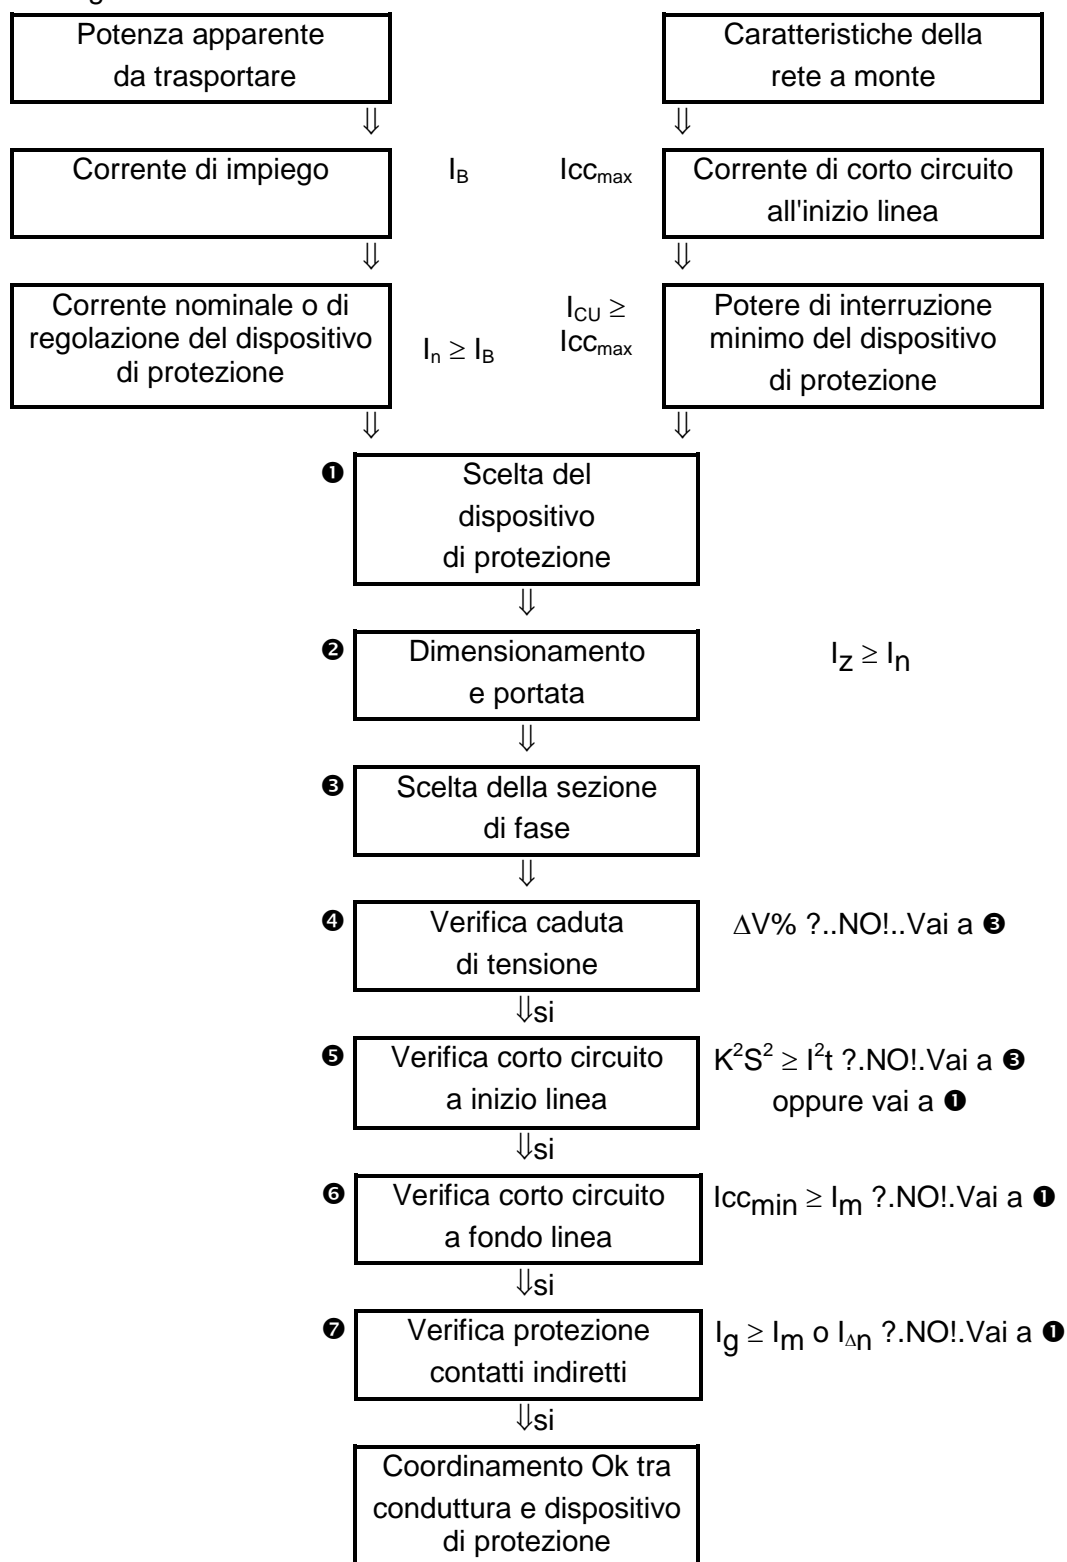 Potenza apparente
da trasportare
Caratteristiche della
rete a monte
⇓
⇓
Corrente di impiego
I_B
Icc_max
Corrente di corto circuito
all'inizio linea
⇓
⇓
Corrente nominale o di
regolazione del dispositivo
di protezione
I_n ≥ I_B
I_CU ≥
Icc_max
Potere di interruzione
minimo del dispositivo
di protezione
⇓
⇓
❶
Scelta del
dispositivo
di protezione
⇓
❷
Dimensionamento
e portata
I_z ≥ I_n
⇓
❸
Scelta della sezione
di fase
⇓
❹
Verifica caduta
di tensione
ΔV% ?..NO!..Vai a ❸
⇓si
❺
Verifica corto circuito
a inizio linea
K²S² ≥ I²t ?.NO!.Vai a ❸
oppure vai a ❶
⇓si
❻
Verifica corto circuito
a fondo linea
Icc_min ≥ I_m ?.NO!.Vai a ❶
⇓si
❼
Verifica protezione
contatti indiretti
I_g ≥ I_m o I_Δn ?.NO!.Vai a ❶
⇓si
Coordinamento Ok tra
conduttura e dispositivo
di protezione